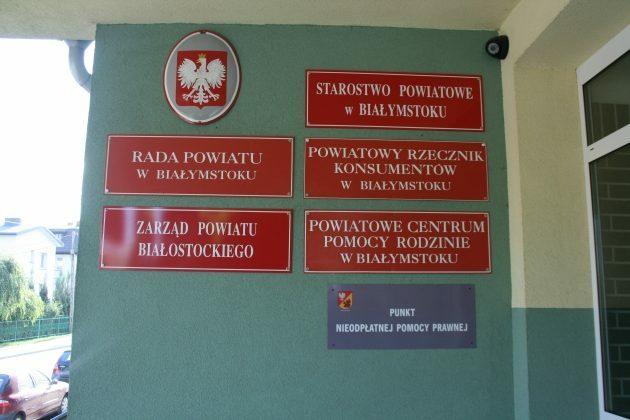 STAROSTWO POWIATOWE
w BIAŁYMSTOKU
RADA POWIATU
W BIAŁYMSTOKU
POWIATOWY RZECZNIK
KONSUMENTÓW
W BIAŁYMSTOKU
ZARZĄD POWIATU
BIAŁOSTOCKIEGO
POWIATOWE CENTRUM
POMOCY RODZINIE
W BIAŁYMSTOKU
PUNKT
NIEODPŁATNEJ POMOCY PRAWNEJ